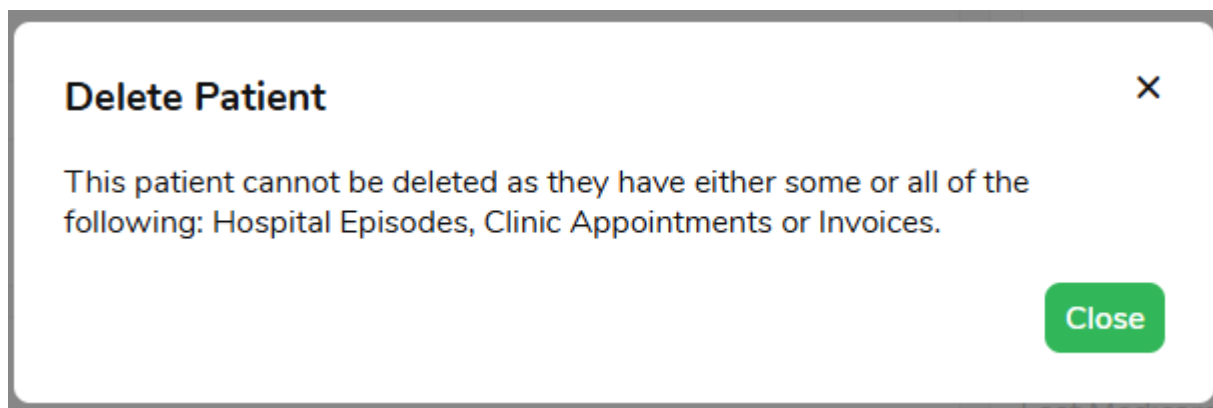 Delete Patient
This patient cannot be deleted as they have either some or all of the
following: Hospital Episodes, Clinic Appointments or Invoices.
Close